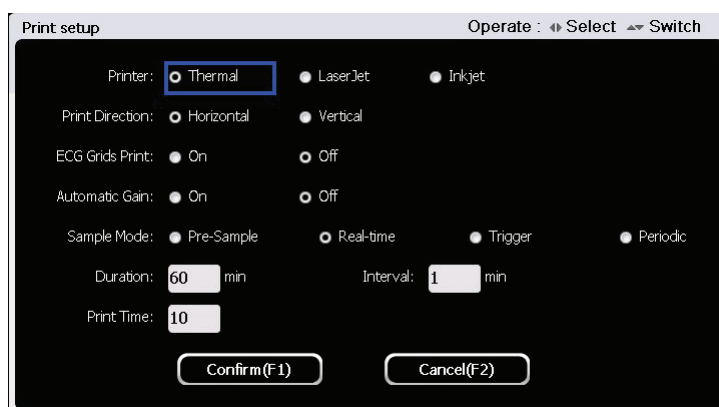 Print setup Operate : Select Switch
Printer: Thermal LaserJet Inkjet
Print Direction: Horizontal Vertical
ECG Grids Print: On Off
Automatic Gain: On Off
Sample Mode: Pre-Sample Real-time Trigger Periodic
Duration: 60 min Interval: 1 min
Print Time: 10
Confirm(F1) Cancel(F2)